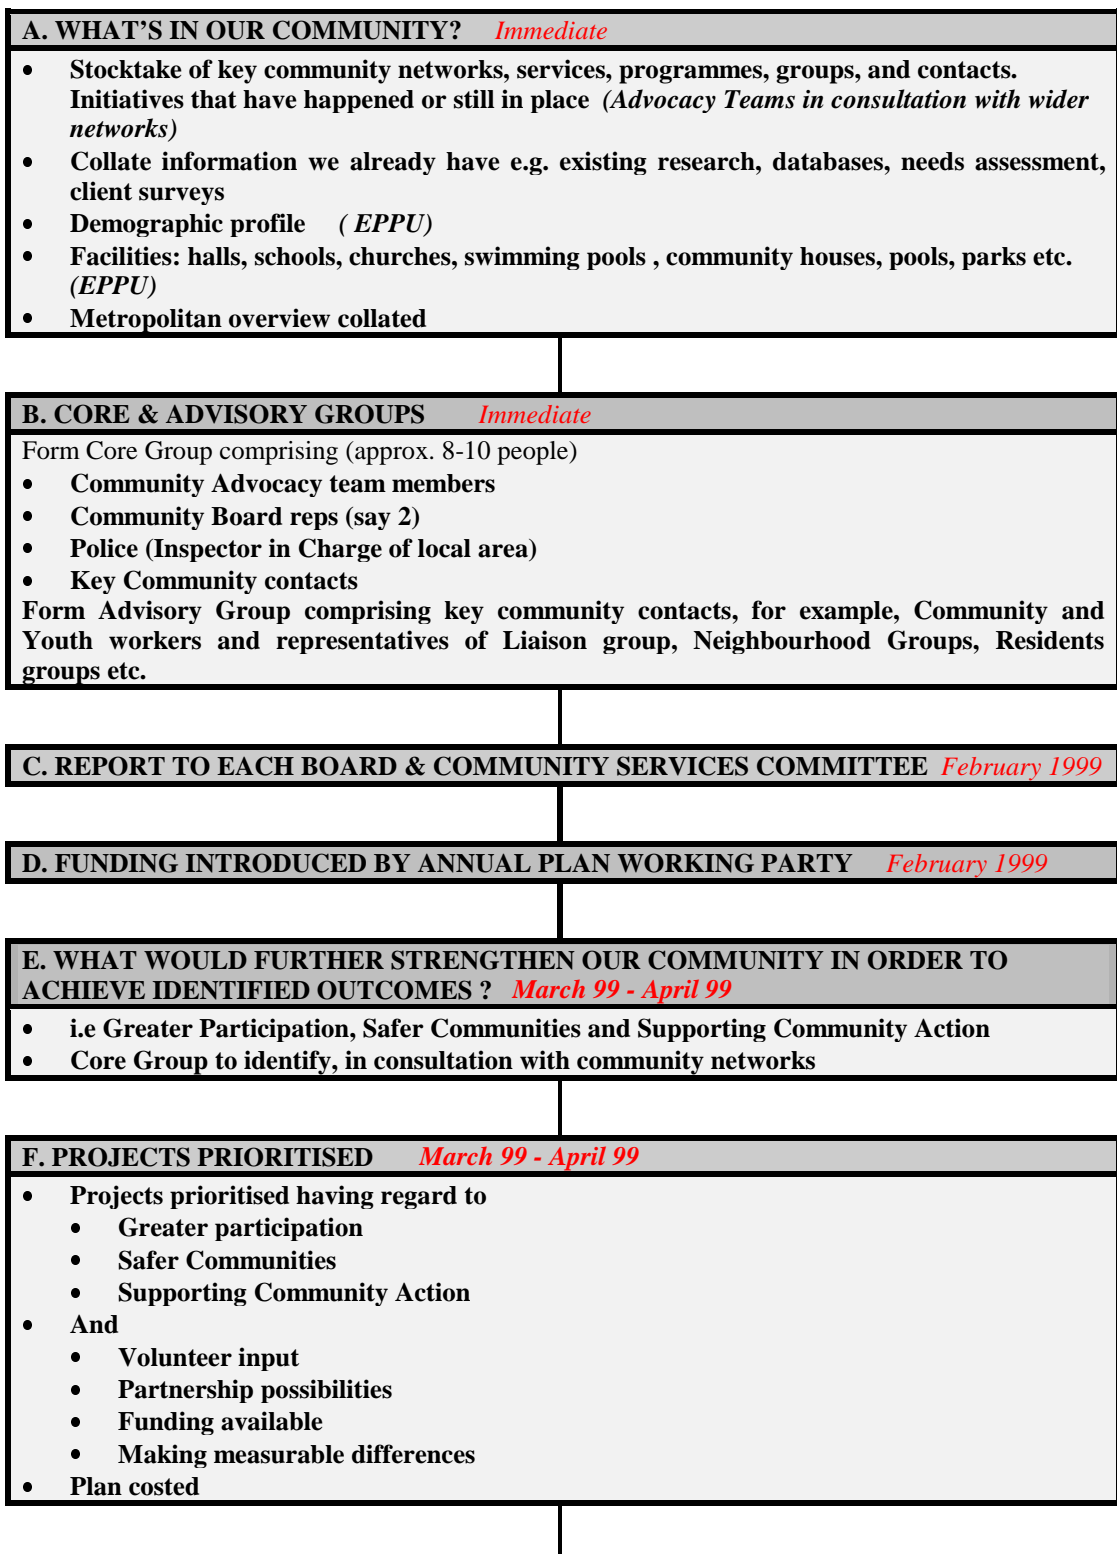 A. WHAT'S IN OUR COMMUNITY? Immediate
• Stocktake of key community networks, services, programmes, groups, and contacts.
Initiatives that have happened or still in place (Advocacy Teams in consultation with wider
networks)
• Collate information we already have e.g. existing research, databases, needs assessment,
client surveys
• Demographic profile ( EPPU)
• Facilities: halls, schools, churches, swimming pools , community houses, pools, parks etc.
(EPPU)
• Metropolitan overview collated
B. CORE & ADVISORY GROUPS Immediate
Form Core Group comprising (approx. 8-10 people)
• Community Advocacy team members
• Community Board reps (say 2)
• Police (Inspector in Charge of local area)
• Key Community contacts
Form Advisory Group comprising key community contacts, for example, Community and
Youth workers and representatives of Liaison group, Neighbourhood Groups, Residents
groups etc.
C. REPORT TO EACH BOARD & COMMUNITY SERVICES COMMITTEE February 1999
D. FUNDING INTRODUCED BY ANNUAL PLAN WORKING PARTY February 1999
E. WHAT WOULD FURTHER STRENGTHEN OUR COMMUNITY IN ORDER TO
ACHIEVE IDENTIFIED OUTCOMES ? March 99 - April 99
• i.e Greater Participation, Safer Communities and Supporting Community Action
• Core Group to identify, in consultation with community networks
F. PROJECTS PRIORITISED March 99 - April 99
• Projects prioritised having regard to
• Greater participation
• Safer Communities
• Supporting Community Action
• And
• Volunteer input
• Partnership possibilities
• Funding available
• Making measurable differences
• Plan costed